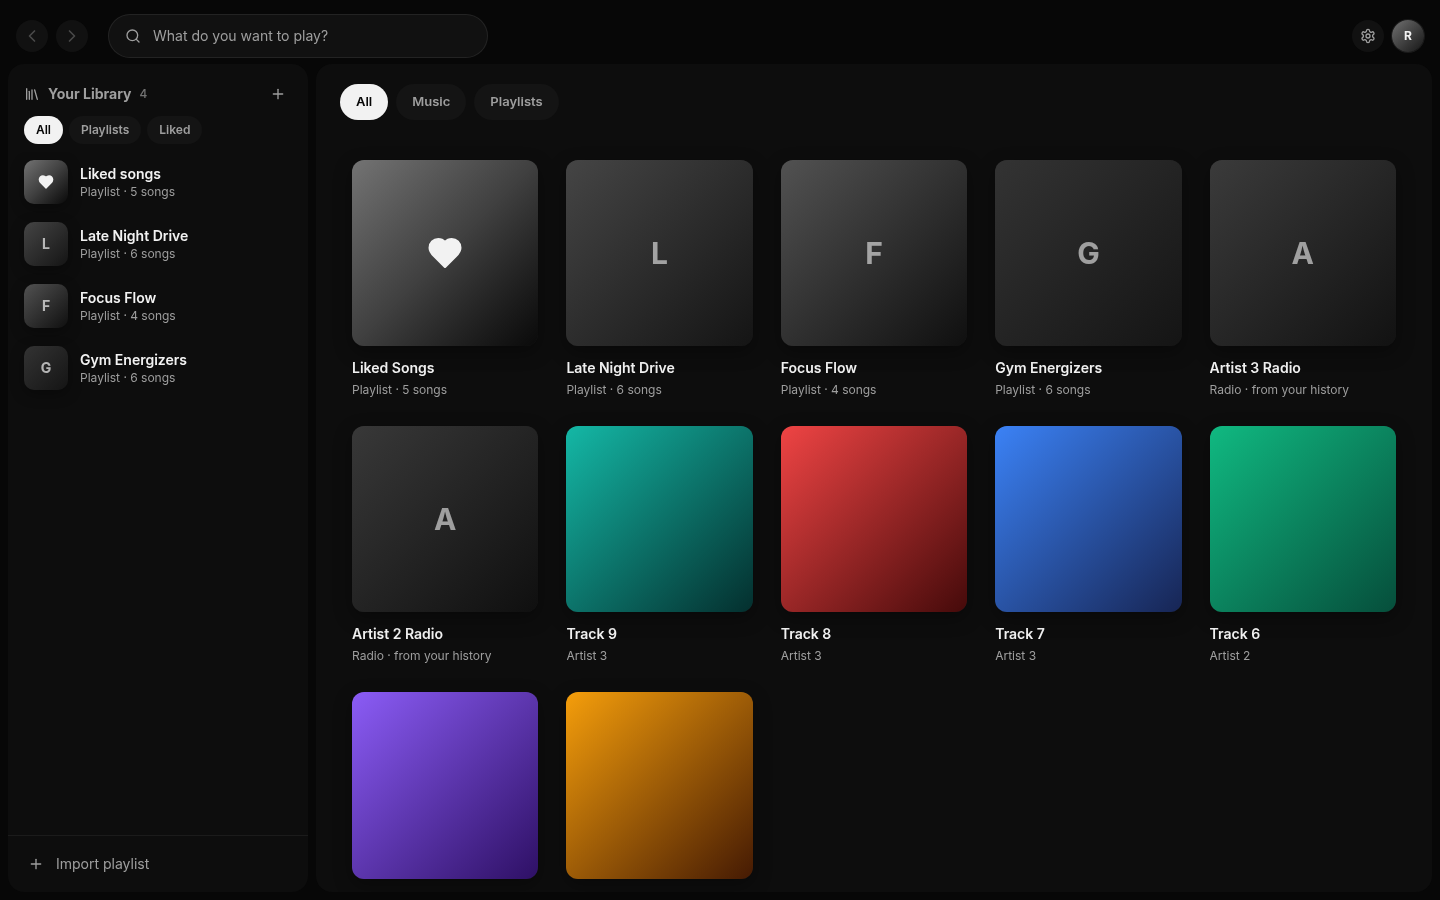 What do you want to play?
R
Your Library 4
All Playlists Liked
Liked songs
Playlist · 5 songs
L
Late Night Drive
Playlist · 6 songs
F
Focus Flow
Playlist · 4 songs
G
Gym Energizers
Playlist · 6 songs
Import playlist
All Music Playlists
L F G A
Liked Songs Late Night Drive Focus Flow Gym Energizers Artist 3 Radio
Playlist · 5 songs Playlist · 6 songs Playlist · 4 songs Playlist · 6 songs Radio · from your history
A
Artist 2 Radio Track 9 Track 8 Track 7 Track 6
Radio · from your history Artist 3 Artist 3 Artist 3 Artist 2